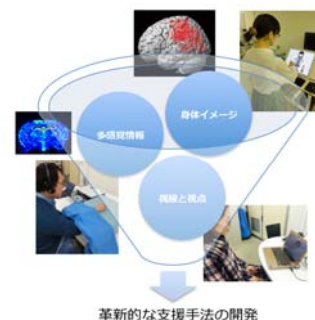 身体イメージ
多感覚情報
視線と視点
革新的な支援手法の開発